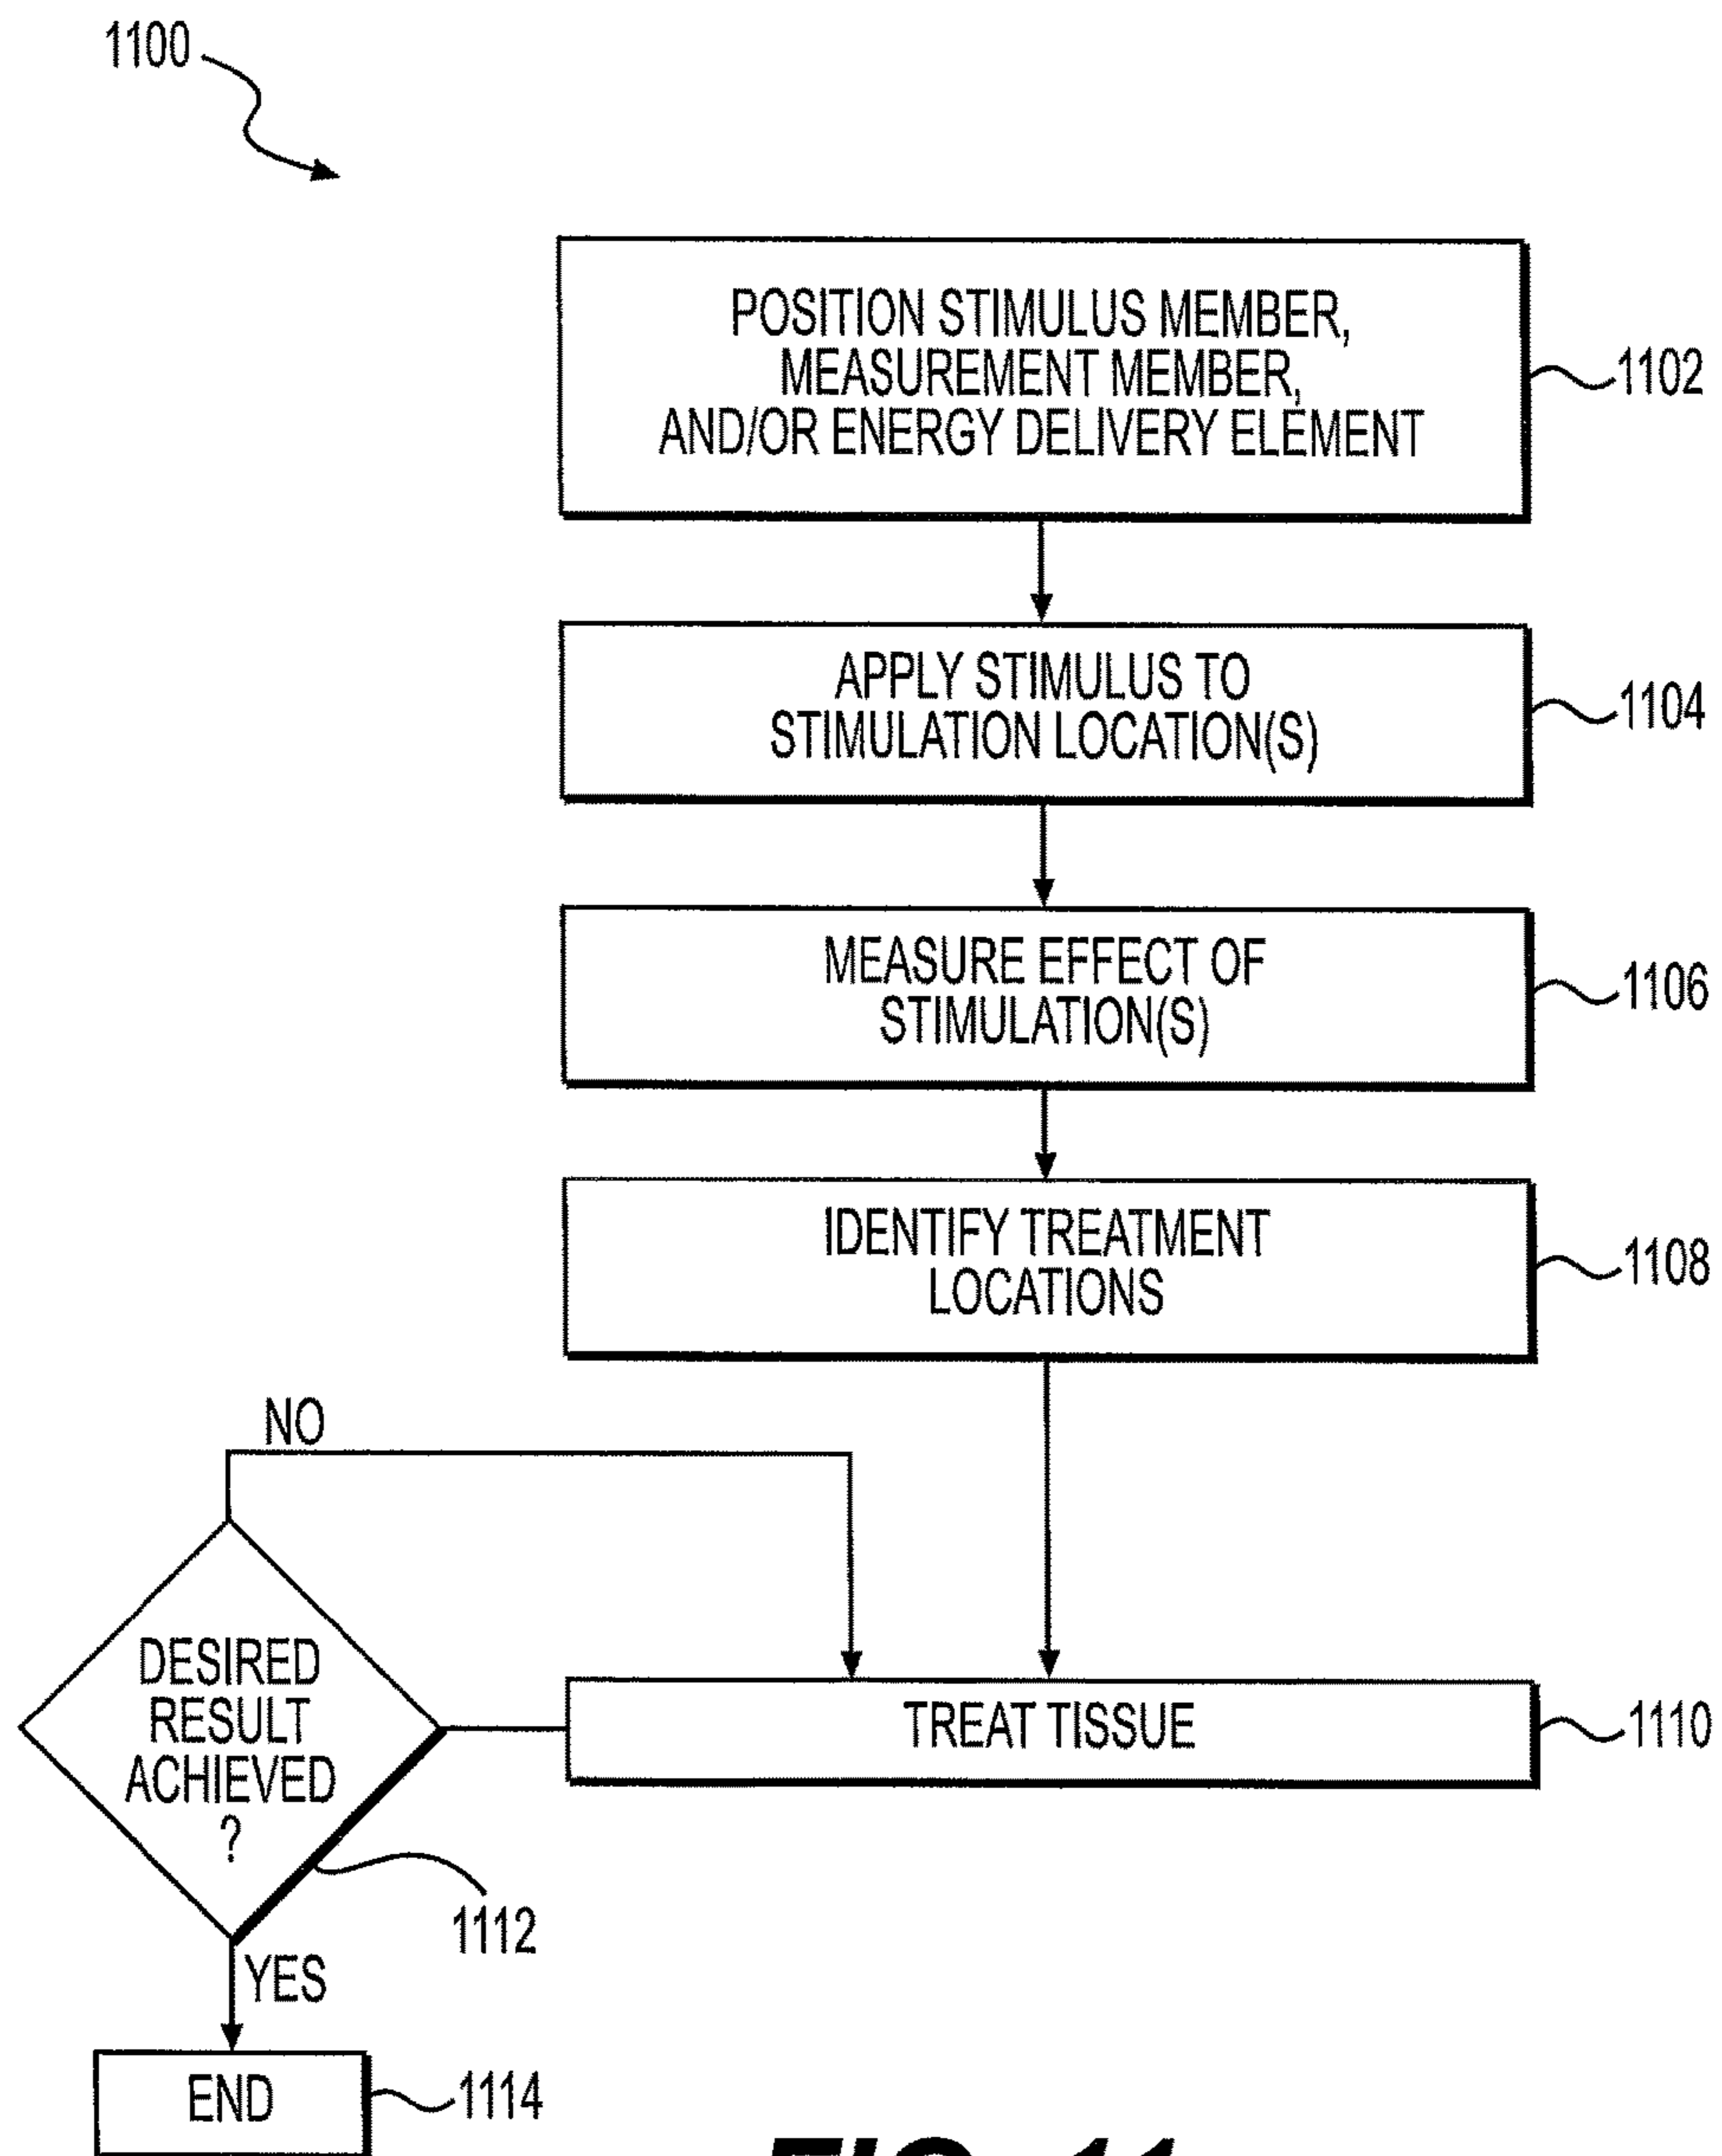 1100
POSITION STIMULUS MEMBER,
MEASUREMENT MEMBER,
AND/OR ENERGY DELIVERY ELEMENT
1102
APPLY STIMULUS TO
STIMULATION LOCATION(S)
1104
MEASURE EFFECT OF
STIMULATION(S)
1106
IDENTIFY TREATMENT
LOCATIONS
1108
NO
DESIRED
RESULT
ACHIEVED
?
TREAT TISSUE
1110
1112
YES
END
1114
FIG. 11